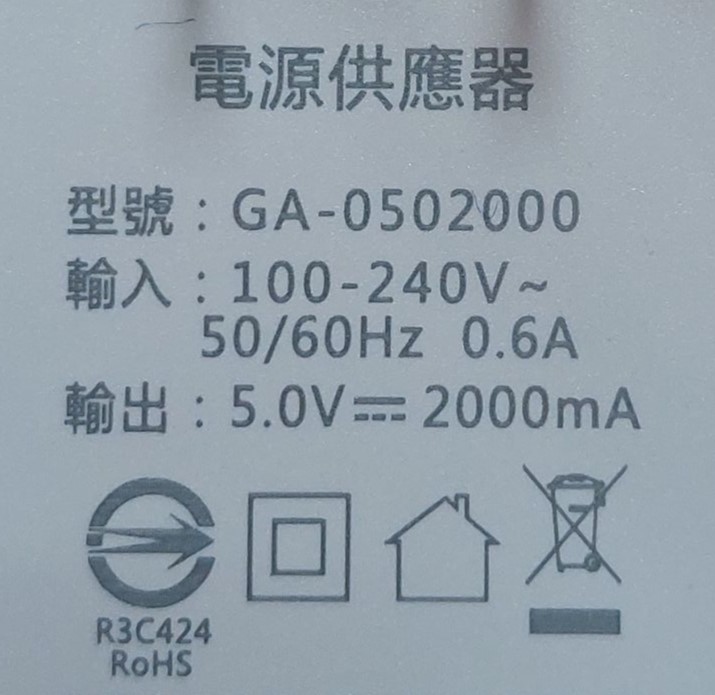 電源供應器
型號：GA-0502000
輸入：100-240V~
50/60Hz 0.6A
輸出：5.0V⎓2000mA
R3C424
RoHS